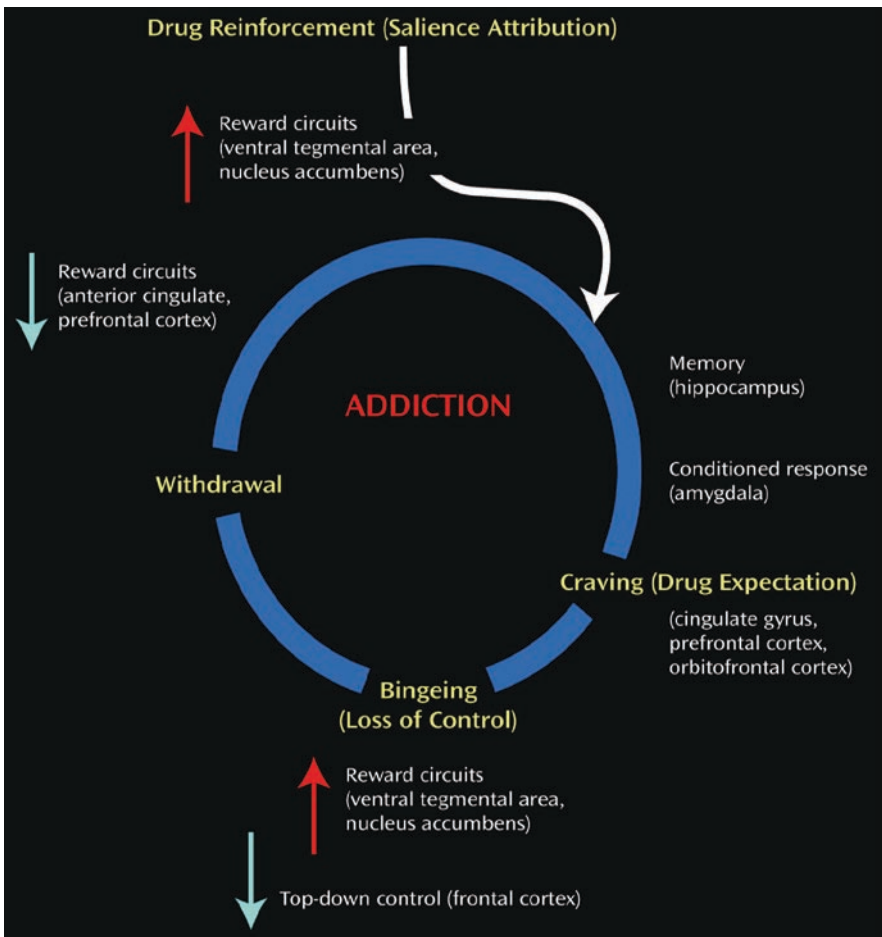 Drug Reinforcement (Salience Attribution)
Reward circuits
(ventral tegmental area,
nucleus accumbens)
Reward circuits
(anterior cingulate,
prefrontal cortex)
Memory
(hippocampus)
ADDICTION
Conditioned response
(amygdala)
Withdrawal
Craving (Drug Expectation)
(cingulate gyrus,
prefrontal cortex,
orbitofrontal cortex)
Bingeing
(Loss of Control)
Reward circuits
(ventral tegmental area,
nucleus accumbens)
Top-down control (frontal cortex)